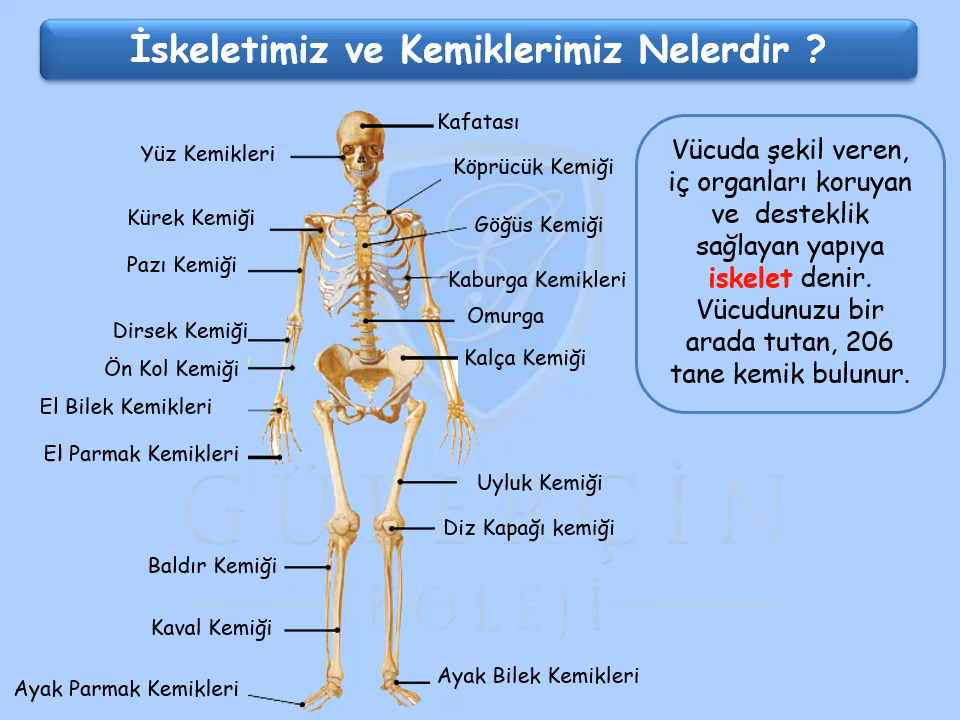 İskeletimiz ve Kemiklerimiz Nelerdir ?
Kafatası
Yüz Kemikleri
Köprücük Kemiği
Kürek Kemiği
Göğüs Kemiği
Pazı Kemiği
Kaburga Kemikleri
Omurga
Dirsek Kemiği
Kalça Kemiği
Ön Kol Kemiği
El Bilek Kemikleri
El Parmak Kemikleri
Uyluk Kemiği
Diz Kapağı kemiği
Baldır Kemiği
Kaval Kemiği
Ayak Bilek Kemikleri
Ayak Parmak Kemikleri
Vücuda şekil veren,
iç organları koruyan
ve desteklik
sağlayan yapıya
iskelet denir.
Vücudunuzu bir
arada tutan, 206
tane kemik bulunur.
GÜLERÇİN
KOLEJİ